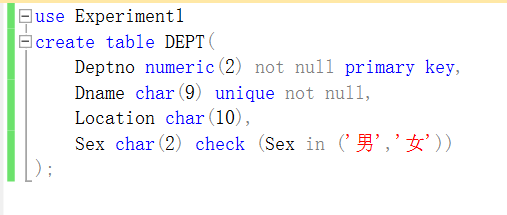 use Experiment1
create table DEPT(
Deptno numeric(2) not null primary key,
Dname char(9) unique not null,
Location char(10),
Sex char(2) check (Sex in ('男','女'))
);